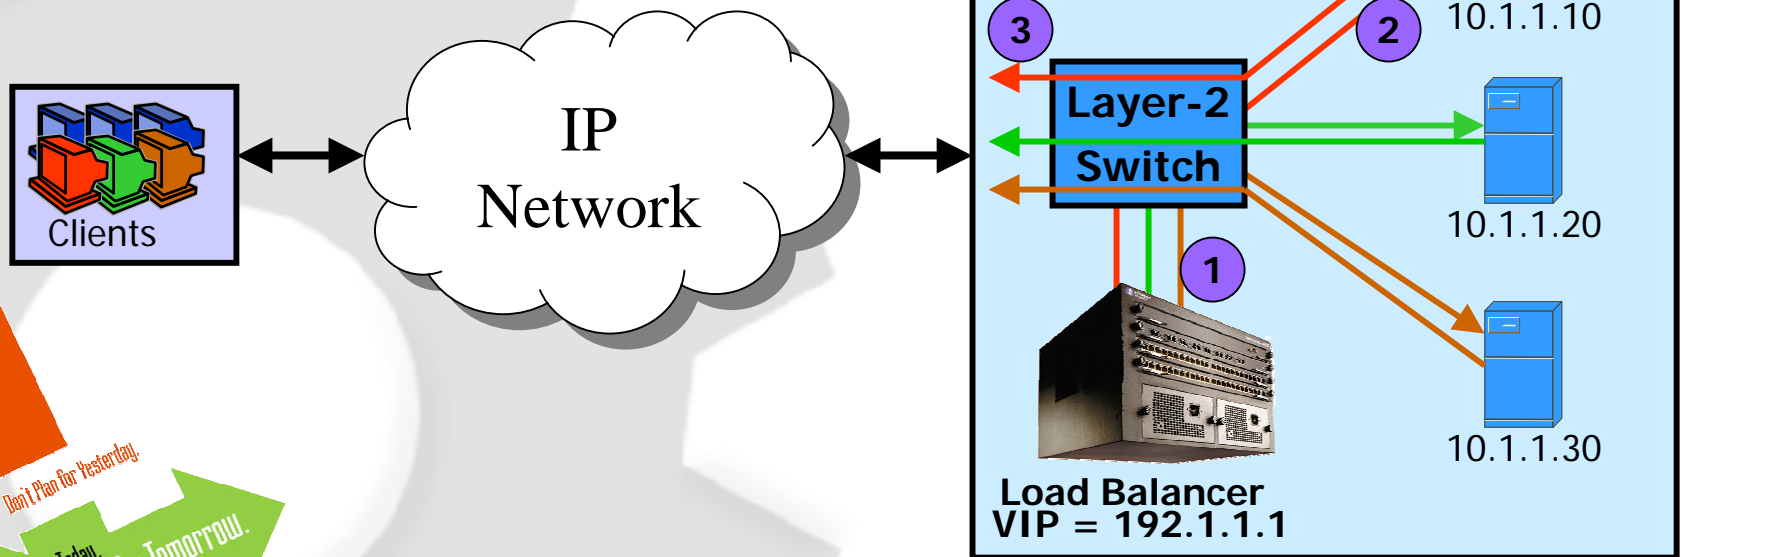 10.1.1.10
3
2
Layer-2
Switch
IP
Network
Clients
10.1.1.20
1
10.1.1.30
Load Balancer
VIP = 192.1.1.1
Don't Plan for Yesterday.
Today.
Tomorrow.